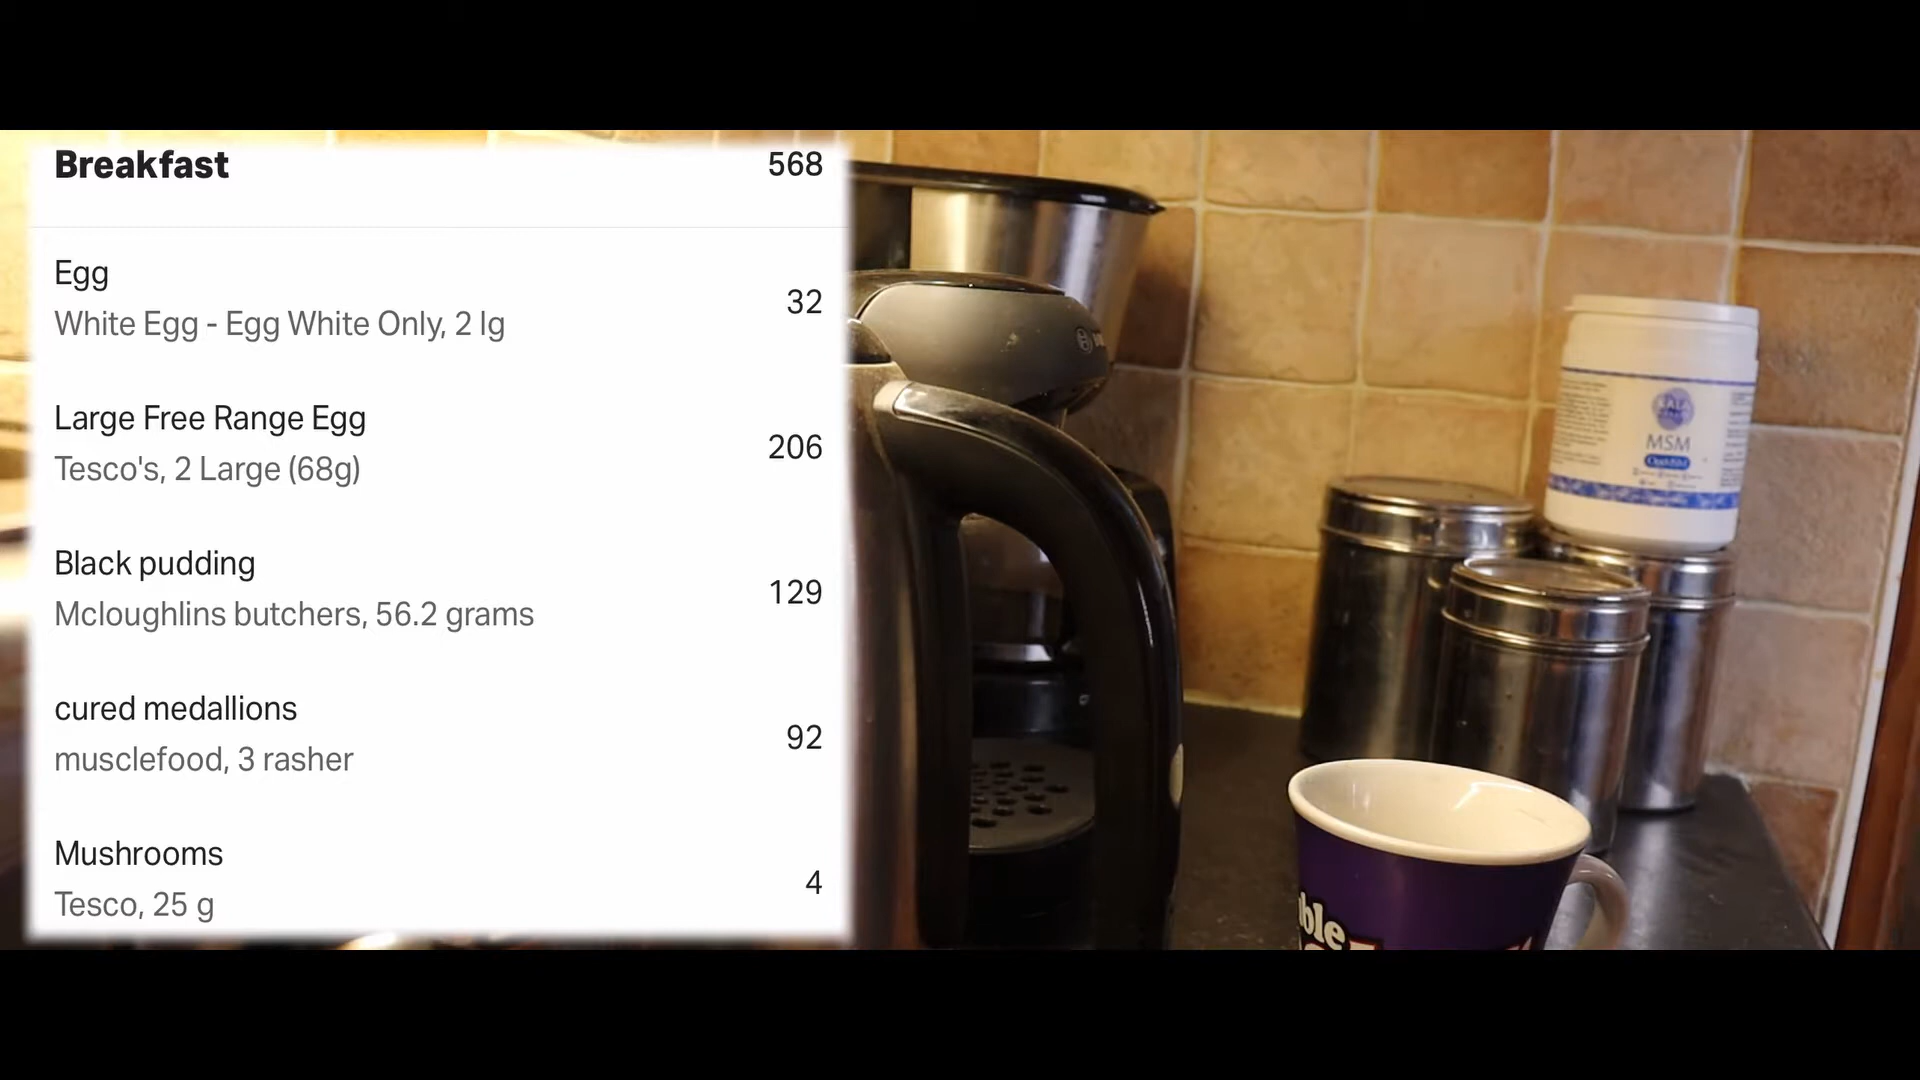 Breakfast 568
Egg
White Egg - Egg White Only, 2 lg
32
Large Free Range Egg
Tesco's, 2 Large (68g)
206
Black pudding
Mcloughlins butchers, 56.2 grams
129
cured medallions
musclefood, 3 rasher
92
Mushrooms
Tesco, 25 g
4
MSM